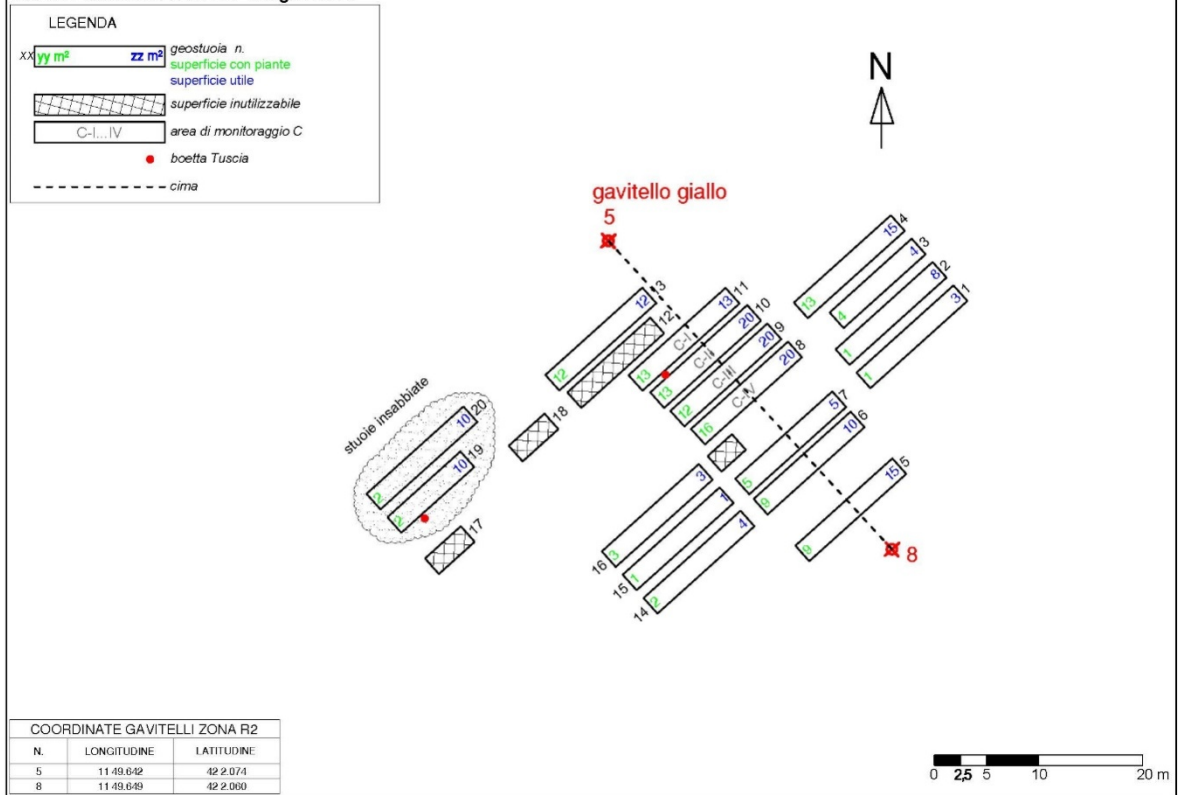 LEGENDA
xx yy m² zz m² geostuoia n.
superficie con piante
superficie utile
superficie inutilizzabile
C-I...IV area di monitoraggio C
boetta Tuscia
cima
N
gavitello giallo
5
15 4
4 3
8 2
3 1
13
4
1
1
12 13
12
12
13 11
20 10
20 9
20 8
C-I
C-II
C-III
C-IV
13
13
12
16
18
stuoie insabbiate
10 20
10 19
2
2
17
5 7
10 6
5
9
15 5
9
8
3
1
4
16 3
15 1
14 2
COORDINATE GAVITELLI ZONA R2
N. LONGITUDINE LATITUDINE
5 11 49.642 42 2.074
8 11 49.649 42 2.060
0 2,5 5 10 20 m